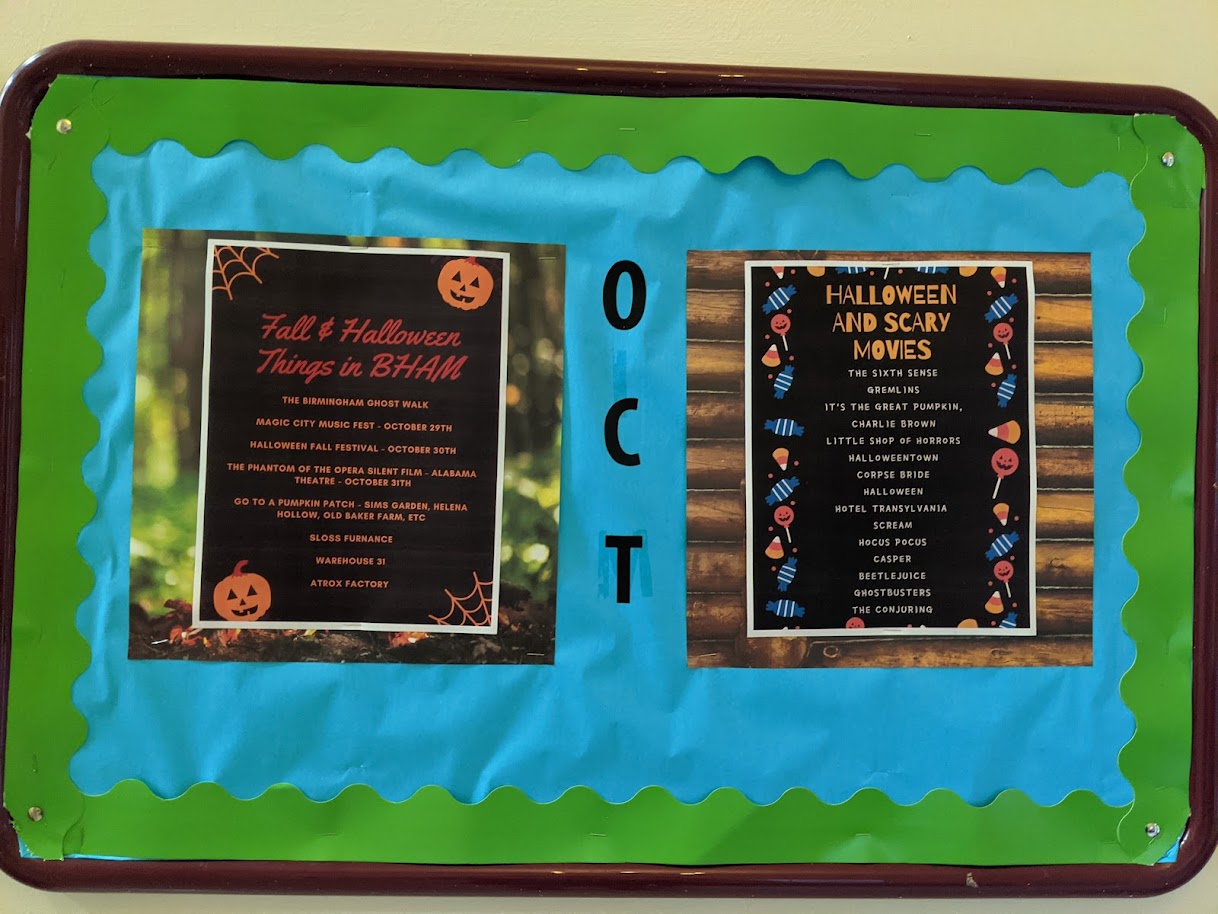 Fall & Halloween
Things in BHAM
THE BIRMINGHAM GHOST WALK
MAGIC CITY MUSIC FEST - OCTOBER 29TH
HALLOWEEN FALL FESTIVAL - OCTOBER 30TH
THE PHANTOM OF THE OPERA SILENT FILM - ALABAMA
THEATRE - OCTOBER 31TH
GO TO A PUMPKIN PATCH - SIMS GARDEN, HELENA
HOLLOW, OLD BAKER FARM, ETC
SLOSS FURNANCE
WAREHOUSE 31
ATROX FACTORY
O
C
T
HALLOWEEN
AND SCARY
MOVIES
THE SIXTH SENSE
GREMLINS
IT'S THE GREAT PUMPKIN,
CHARLIE BROWN
LITTLE SHOP OF HORRORS
HALLOWEENTOWN
CORPSE BRIDE
HALLOWEEN
HOTEL TRANSYLVANIA
SCREAM
HOCUS POCUS
CASPER
BEETLEJUICE
GHOSTBUSTERS
THE CONJURING